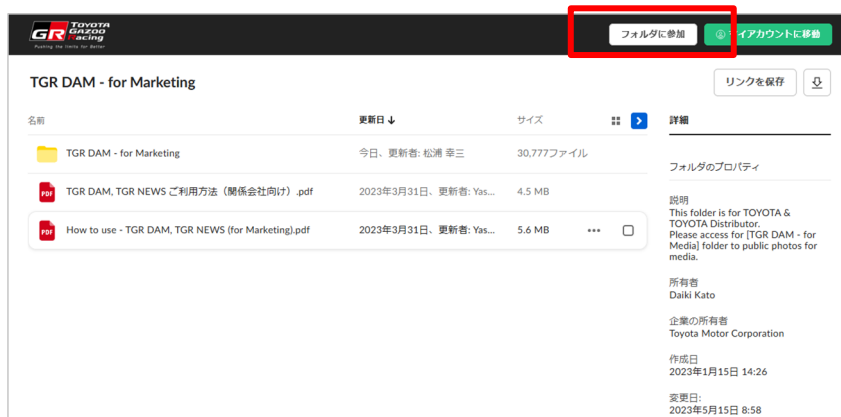 GR TOYOTA
GAZOO
Racing
Pushing the limits for Better
フォルダに参加
マイアカウントに移動
TGR DAM - for Marketing
リンクを保存
名前 更新日 ↓ サイズ
詳細
TGR DAM - for Marketing 今日、更新者: 松浦 幸三 30,777ファイル
フォルダのプロパティ
PDF TGR DAM, TGR NEWS ご利用方法（関係会社向け）.pdf 2023年3月31日、更新者: Yas... 4.5 MB
説明
This folder is for TOYOTA &
TOYOTA Distributor.
Please access for [TGR DAM - for
Media] folder to public photos for
media.
PDF How to use - TGR DAM, TGR NEWS (for Marketing).pdf 2023年3月31日、更新者: Yas... 5.6 MB •••
所有者
Daiki Kato
企業の所有者
Toyota Motor Corporation
作成日
2023年1月15日 14:26
変更日:
2023年5月15日 8:58